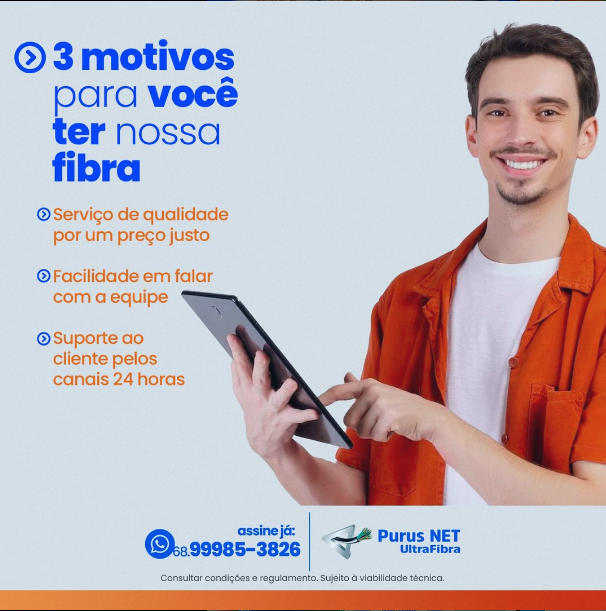 3 motivos
para você
ter nossa
fibra
Serviço de qualidade
por um preço justo
Facilidade em falar
com a equipe
Suporte ao
cliente pelos
canais 24 horas
assine já:
68.99985-3826
Purus NET
UltraFibra
Consultar condições e regulamento. Sujeito à viabilidade técnica.